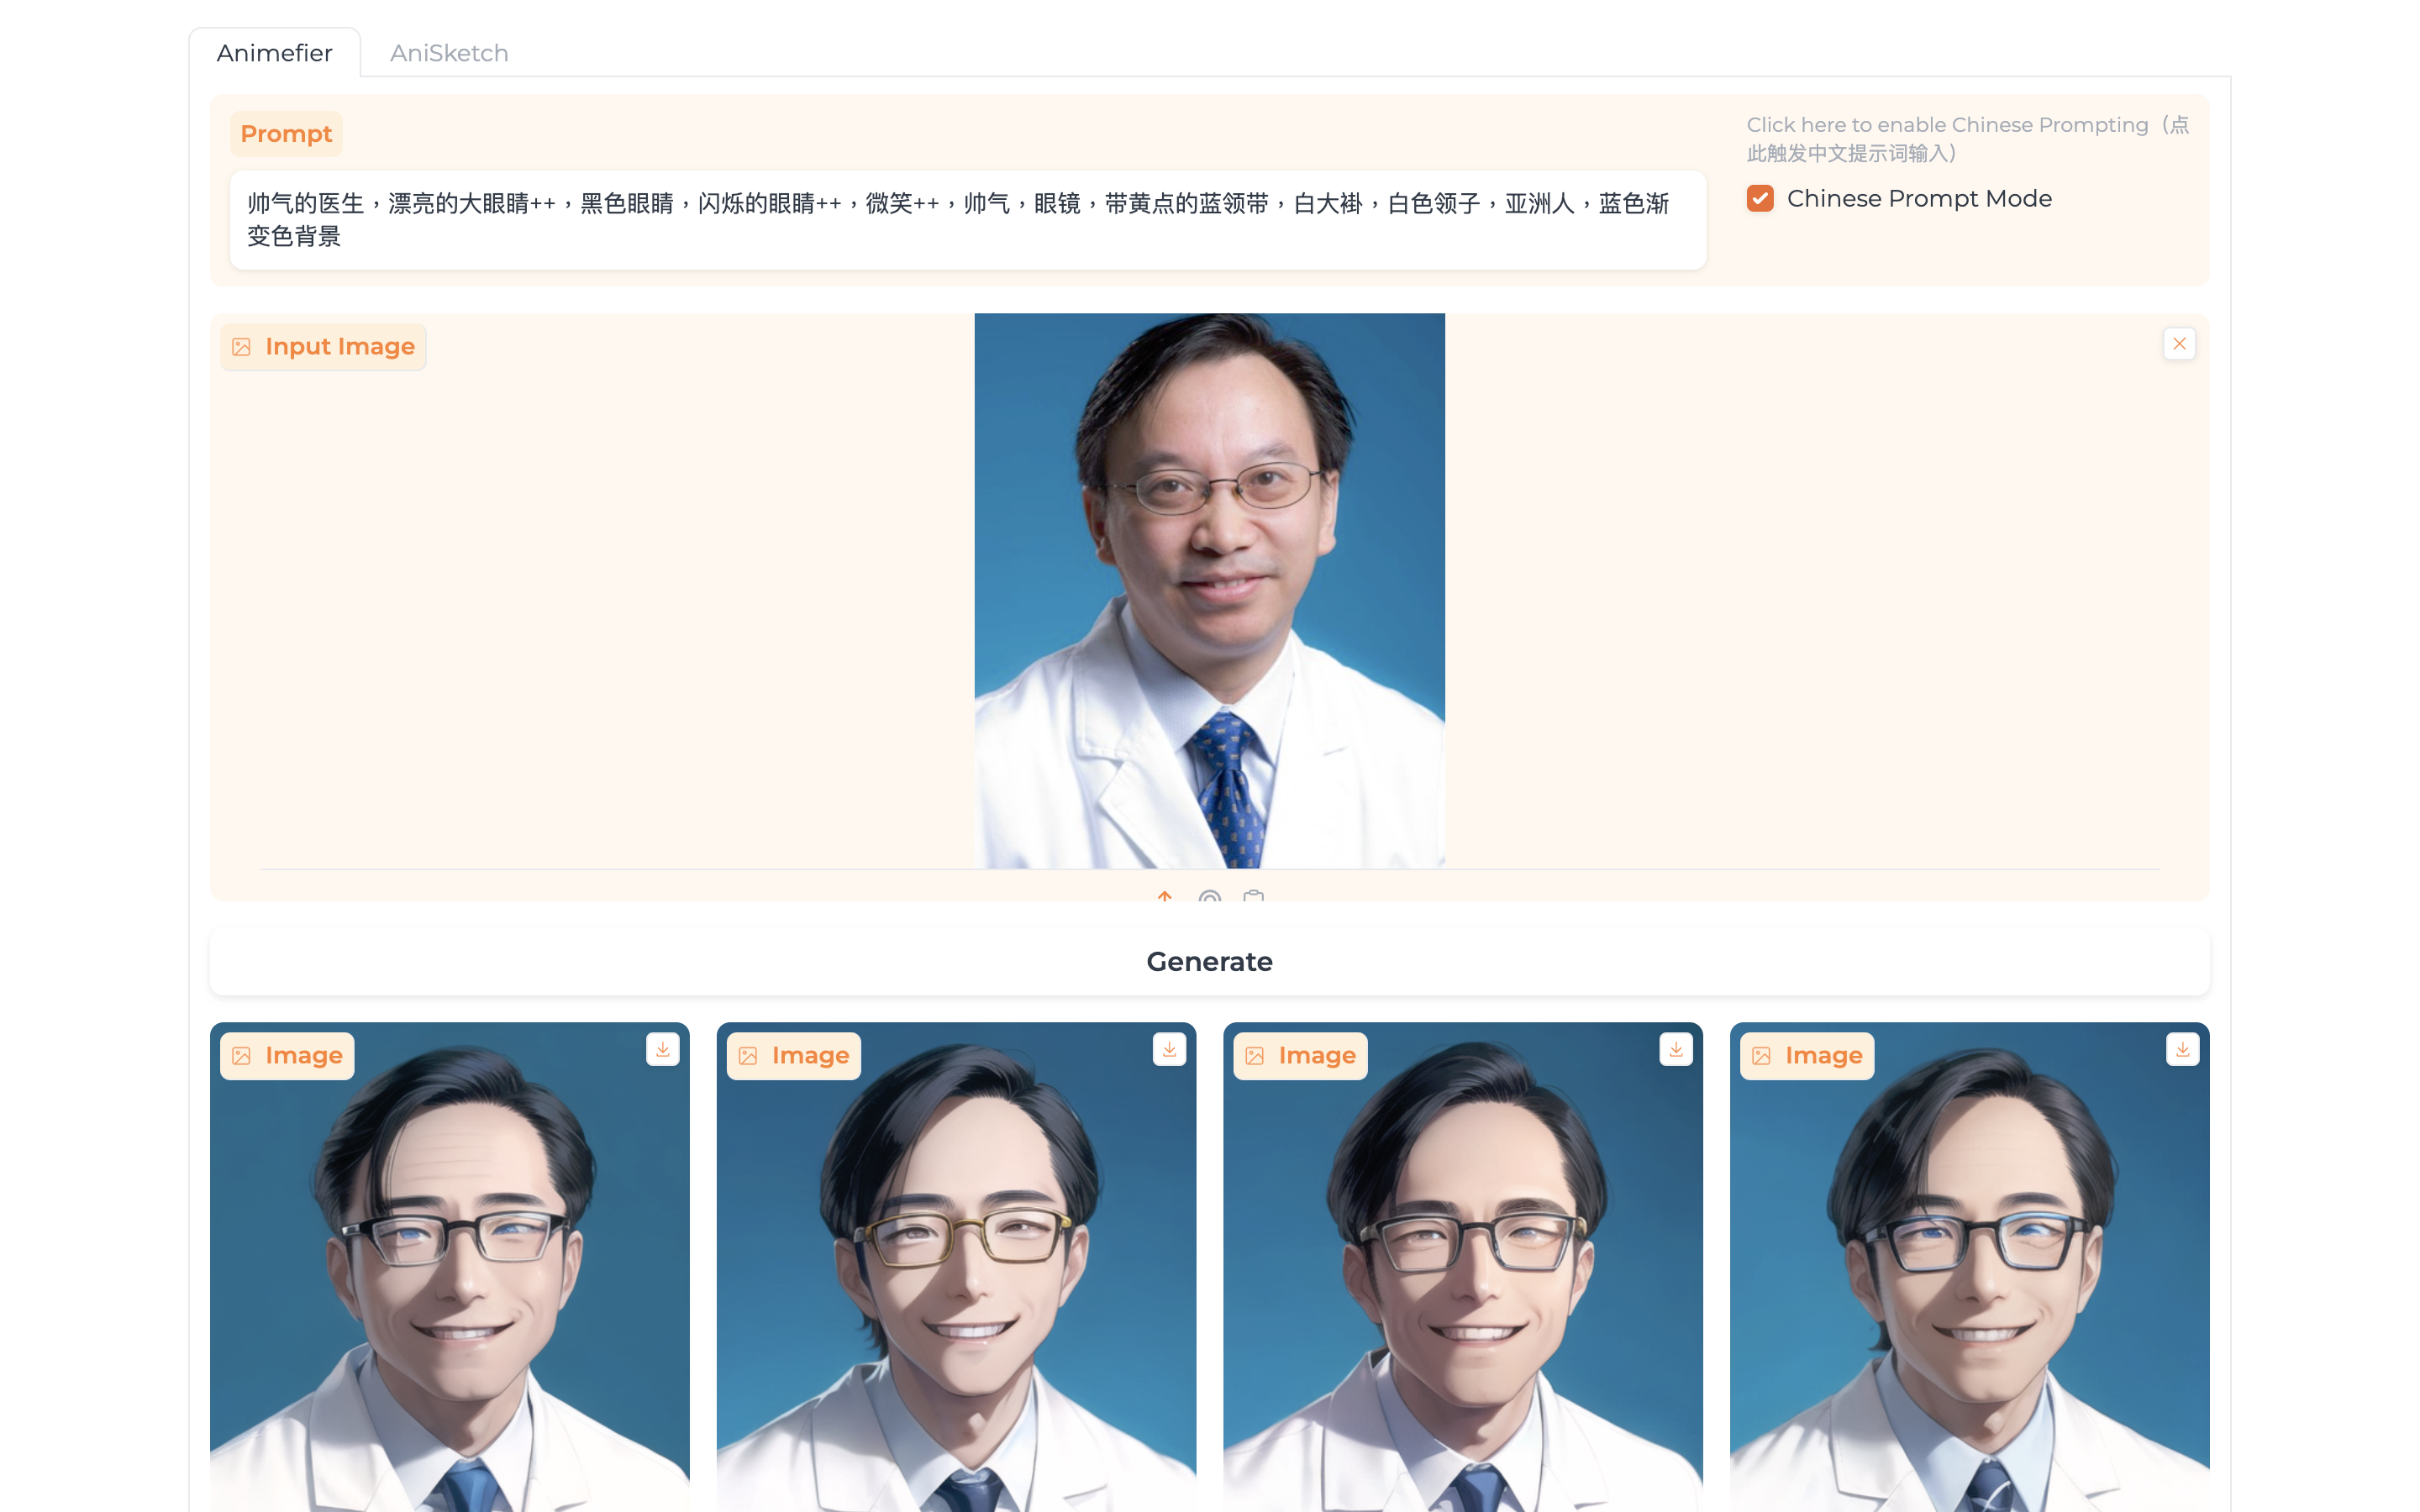 Animefier
AniSketch
Prompt
帅气的医生，漂亮的大眼睛++，黑色眼睛，闪烁的眼睛++，微笑++，帅气，眼镜，带黄点的蓝领带，白大褂，白色领子，亚洲人，蓝色渐
变色背景
Click here to enable Chinese Prompting（点
此触发中文提示词输入）
Chinese Prompt Mode
Input Image
Generate
Image
Image
Image
Image